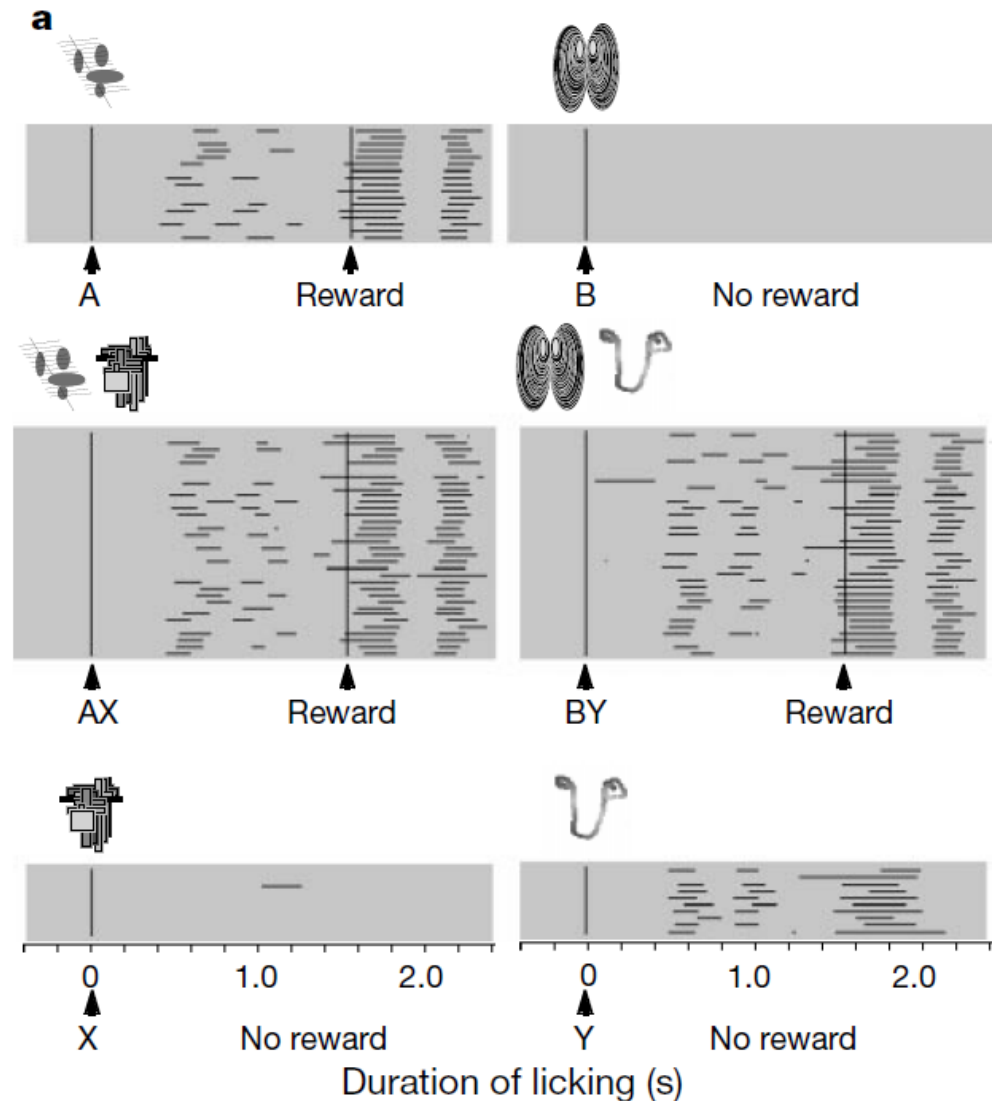 a
A Reward B No reward
AX Reward BY Reward
0 1.0 2.0 0 1.0 2.0
X No reward Y No reward
Duration of licking (s)